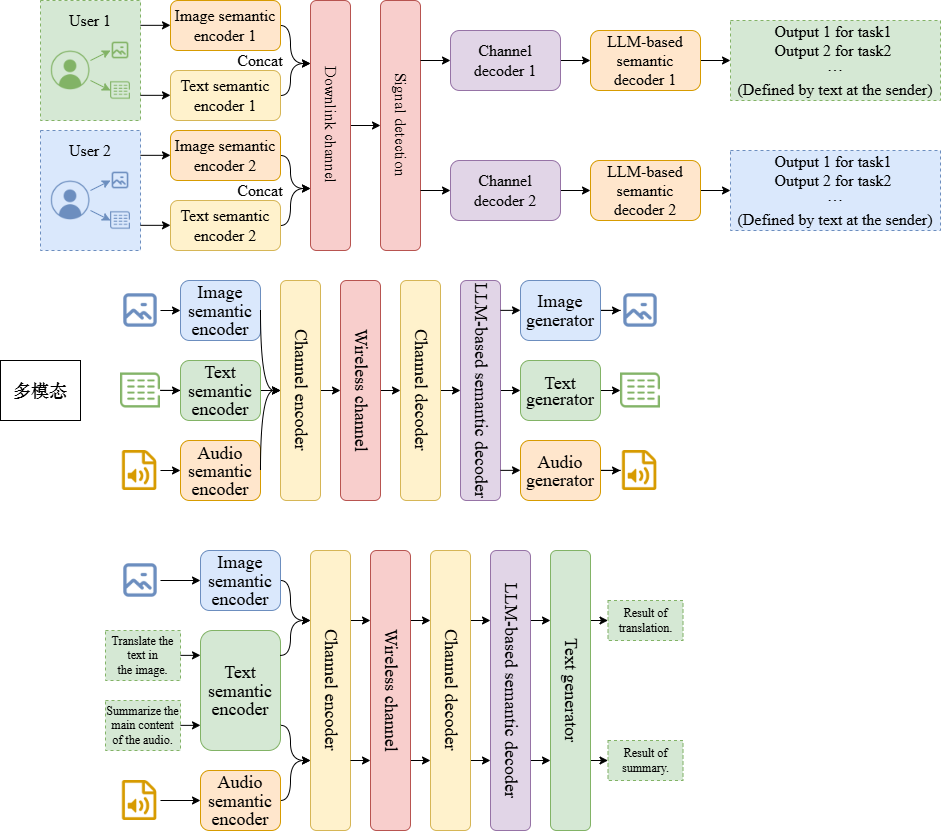 User 1
Image semantic
encoder 1
Concat
Text semantic
encoder 1
User 2
Image semantic
encoder 2
Concat
Text semantic
encoder 2
Downlink channel
Signal detection
Channel
decoder 1
LLM-based
semantic
decoder 1
Output 1 for task1
Output 2 for task2
...
(Defined by text at the sender)
Channel
decoder 2
LLM-based
semantic
decoder 2
Output 1 for task1
Output 2 for task2
...
(Defined by text at the sender)
多模态
Image
semantic
encoder
Text
semantic
encoder
Audio
semantic
encoder
Channel encoder
Wireless channel
Channel decoder
LLM-based semantic decoder
Image
generator
Text
generator
Audio
generator
Image
semantic
encoder
Translate the
text in
the image.
Summarize the
main content
of the audio.
Text
semantic
encoder
Audio
semantic
encoder
Channel encoder
Wireless channel
Channel decoder
LLM-based semantic decoder
Text generator
Result of
translation.
Result of
summary.